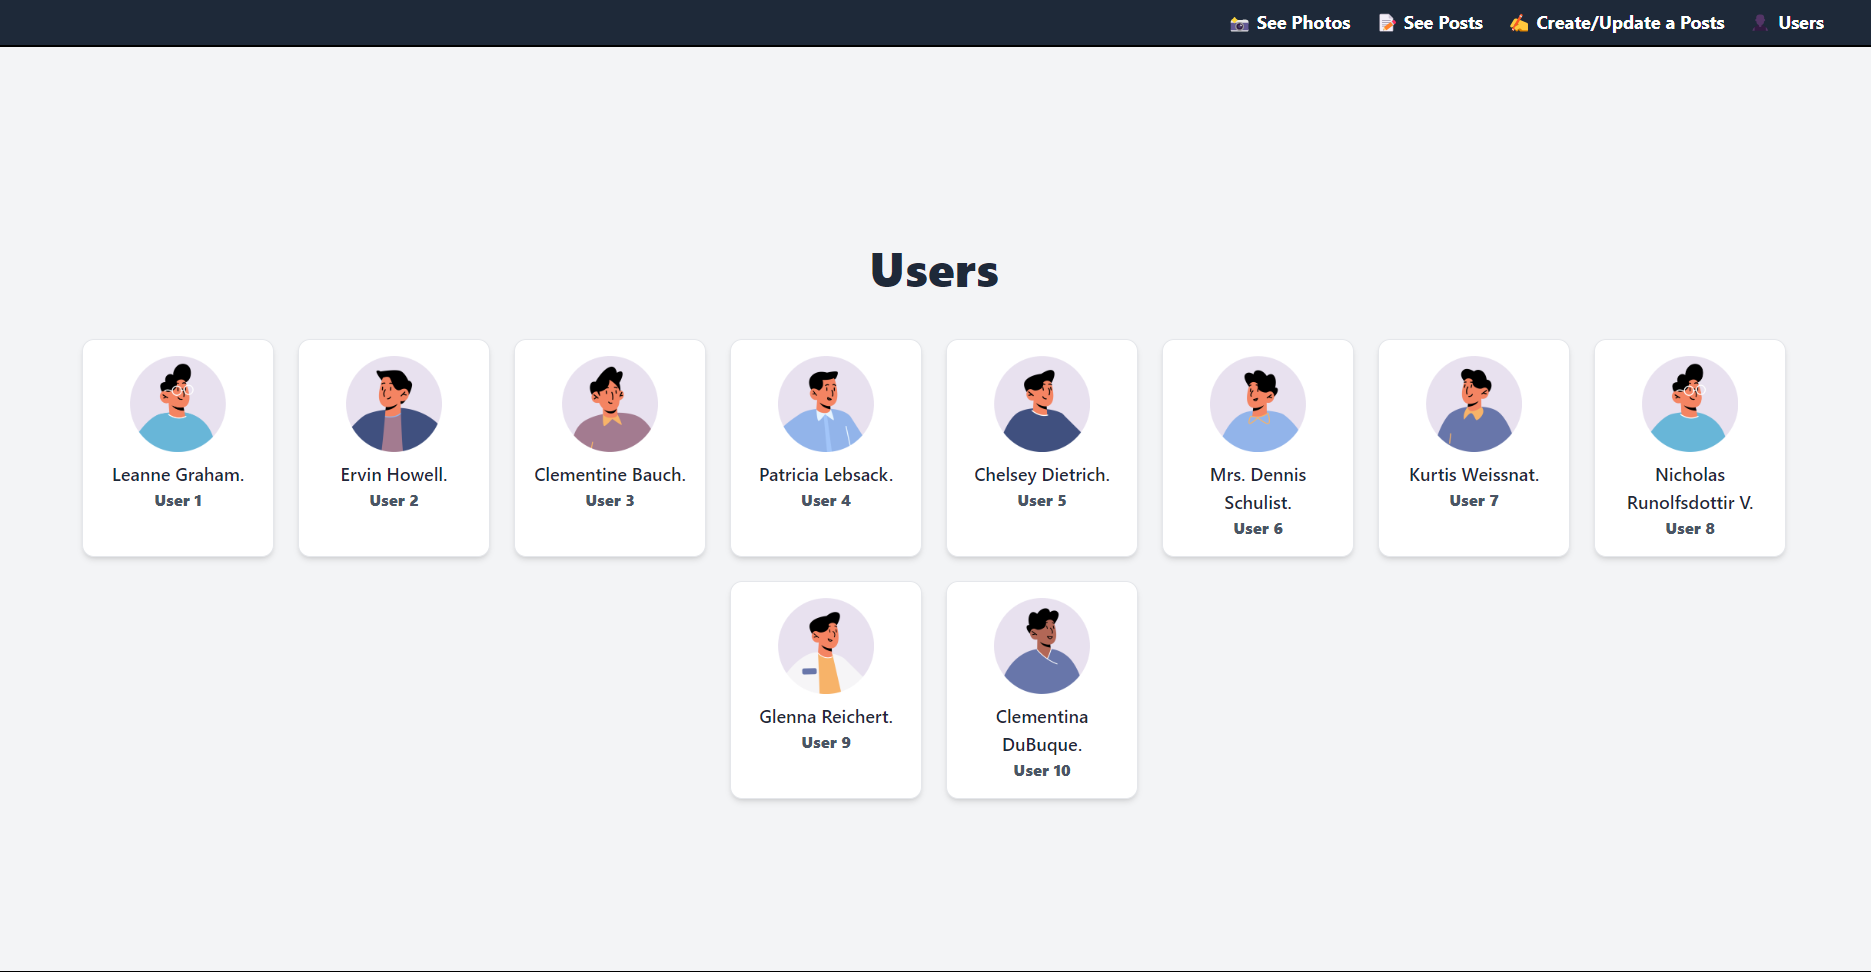 See Photos
See Posts
Create/Update a Posts
Users
Users
Leanne Graham.
User 1
Ervin Howell.
User 2
Clementine Bauch.
User 3
Patricia Lebsack.
User 4
Chelsey Dietrich.
User 5
Mrs. Dennis
Schulist.
User 6
Kurtis Weissnat.
User 7
Nicholas
Runolfsdottir V.
User 8
Glenna Reichert.
User 9
Clementina
DuBuque.
User 10